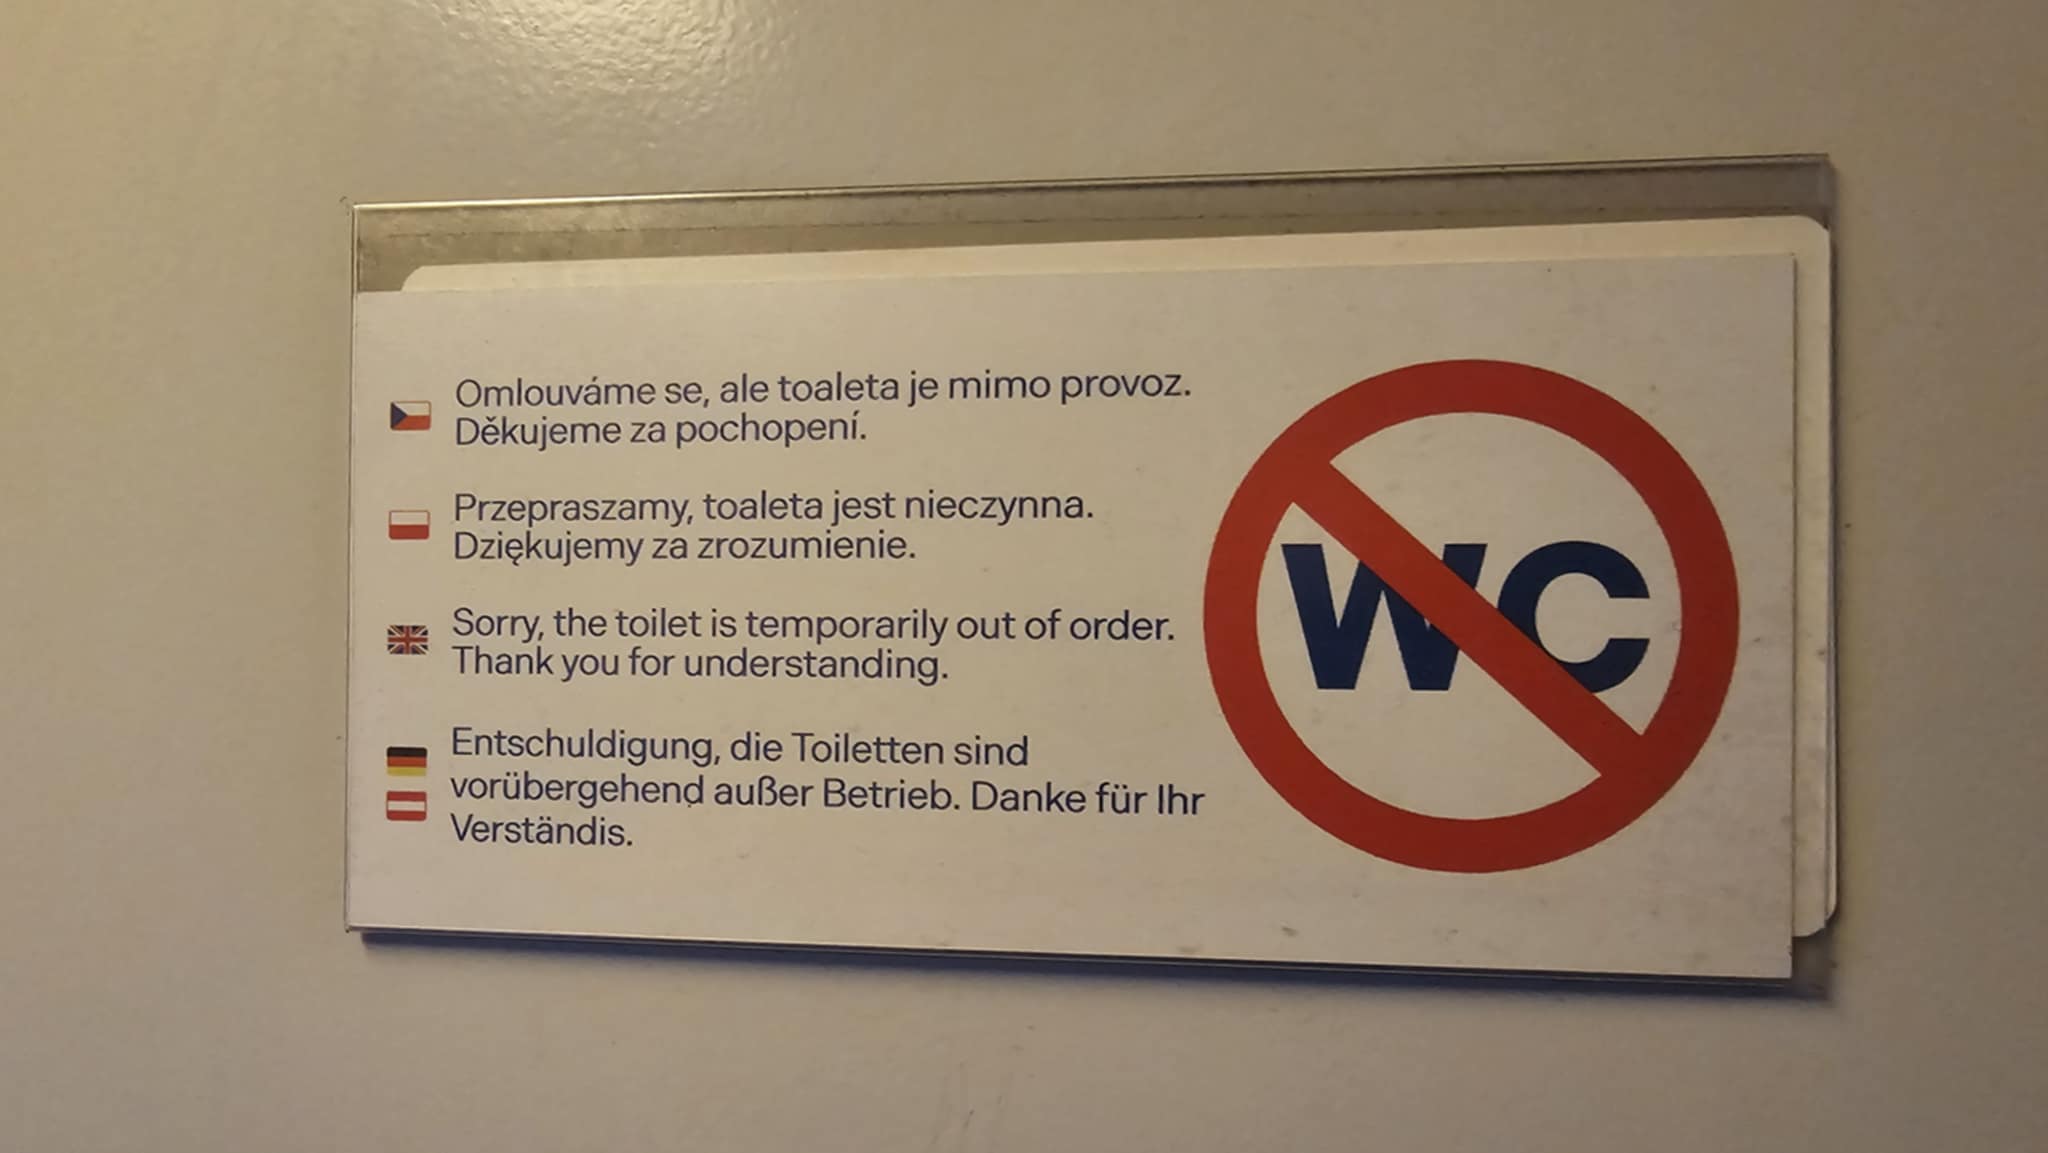 Omlouváme se, ale toaleta je mimo provoz.
Děkujeme za pochopení.
Przepraszamy, toaleta jest nieczynna.
Dziękujemy za zrozumienie.
Sorry, the toilet is temporarily out of order.
Thank you for understanding.
Entschuldigung, die Toiletten sind
vorübergehend außer Betrieb. Danke für Ihr
Verständis.
WC